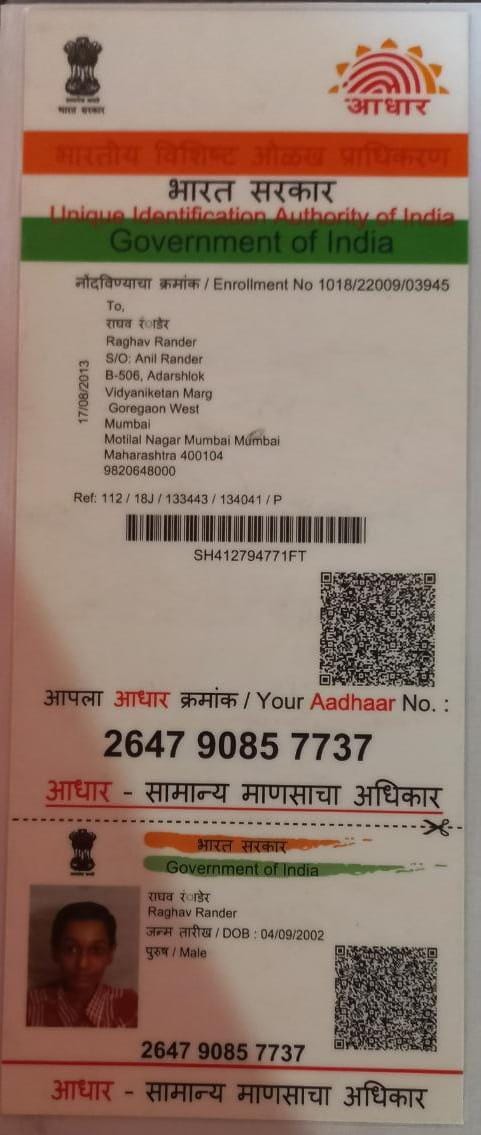 सत्यमेव जयते
भारत सरकार
आधार
भारतीय विशिष्ट ओळख प्राधिकरण
भारत सरकार
Unique Identification Authority of India
Government of India
नोंदविण्याचा क्रमांक / Enrollment No 1018/22009/03945
To,
राघव रंाडेर
Raghav Rander
S/O: Anil Rander
B-506, Adarshlok
Vidyaniketan Marg
Goregaon West
Mumbai
Motilal Nagar Mumbai Mumbai
Maharashtra 400104
9820648000
17/08/2013
Ref: 112 / 18J / 133443 / 134041 / P
SH412794771FT
आपला आधार क्रमांक / Your Aadhaar No. :
2647 9085 7737
आधार - सामान्य माणसाचा अधिकार
भारत सरकार
Government of India
राघव रंाडेर
Raghav Rander
जन्म तारीख / DOB : 04/09/2002
पुरुष / Male
2647 9085 7737
आधार - सामान्य माणसाचा अधिकार